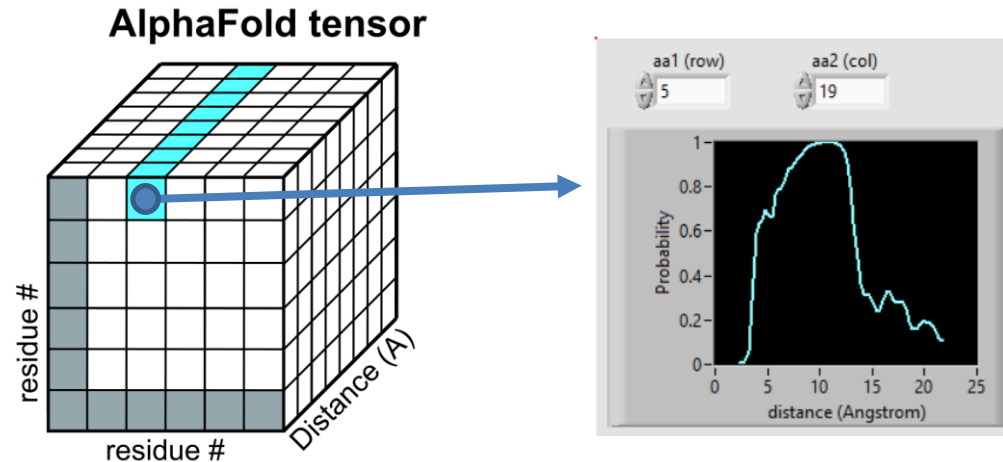 AlphaFold tensor
residue #
residue #
Distance (A)
aa1 (row)
aa2 (col)
5
19
Probability
1
0.8
0.6
0.4
0.2
0
0
5
10
15
20
25
distance (Angstrom)